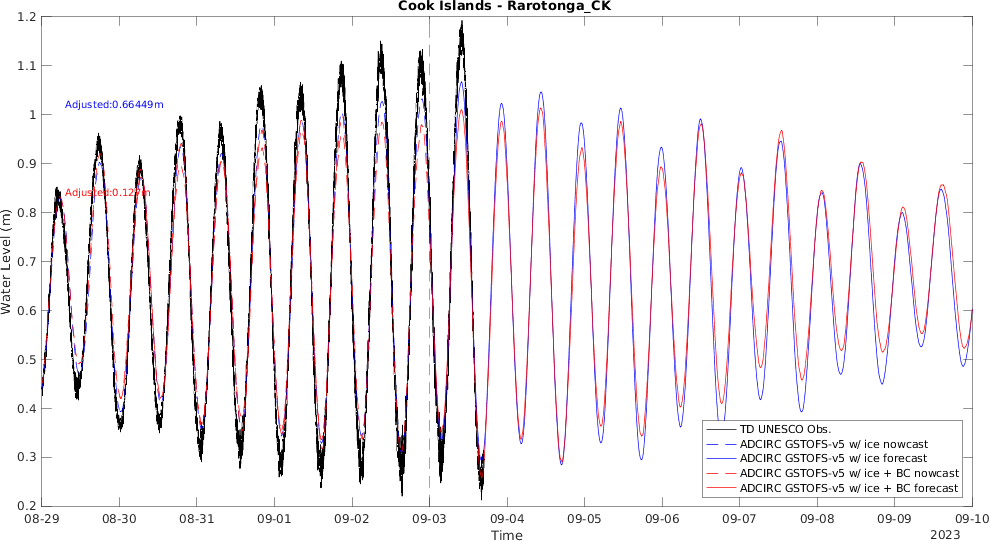 Cook Islands - Rarotonga_CK
1.2
1.1
1
0.9
0.8
0.7
0.6
0.5
0.4
0.3
0.2
Water Level (m)
Adjusted:0.66449m
Adjusted:0.127m
TD UNESCO Obs.
ADCIRC GSTOFS-v5 w/ ice nowcast
ADCIRC GSTOFS-v5 w/ ice forecast
ADCIRC GSTOFS-v5 w/ ice + BC nowcast
ADCIRC GSTOFS-v5 w/ ice + BC forecast
08-29 08-30 08-31 09-01 09-02 09-03 09-04 09-05 09-06 09-07 09-08 09-09 09-10
Time
2023